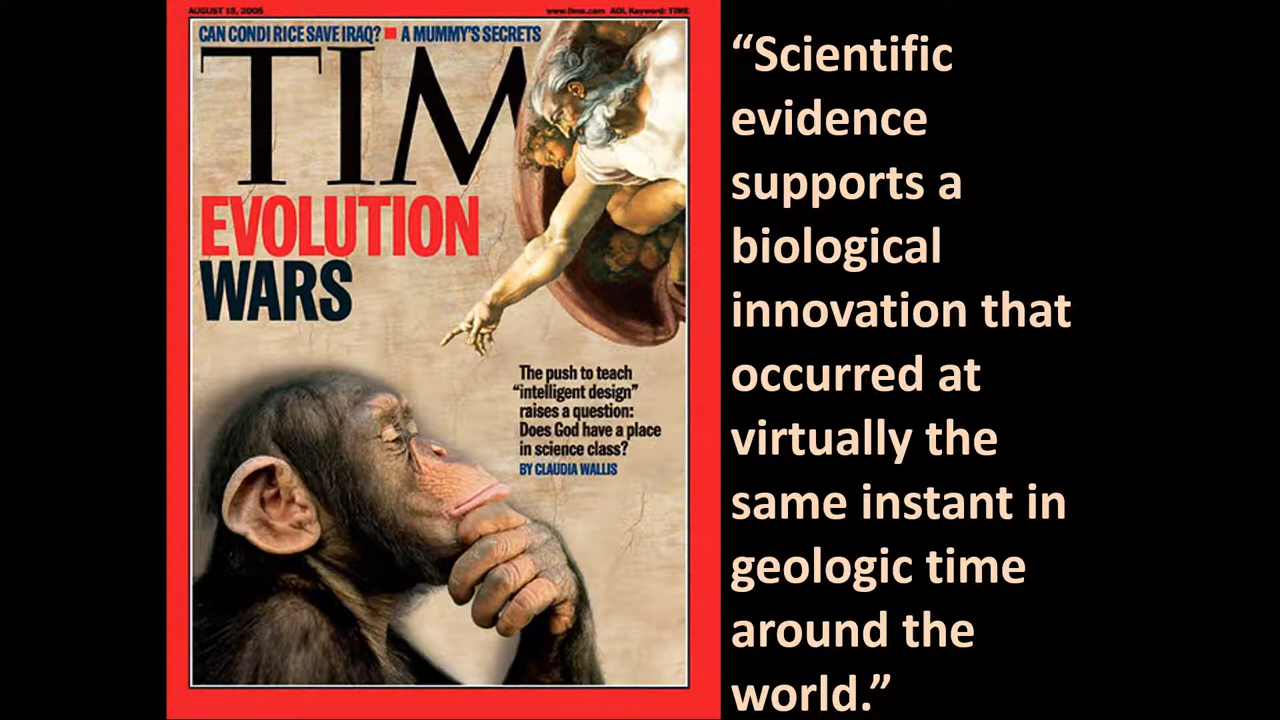 AUGUST 15, 2005
www.time.com AOL Keyword: TIME
CAN CONDI RICE SAVE IRAQ? ■ A MUMMY'S SECRETS
TIM
EVOLUTION
WARS
The push to teach
“intelligent design”
raises a question:
Does God have a place
in science class?
BY CLAUDIA WALLIS
“Scientific
evidence
supports a
biological
innovation that
occurred at
virtually the
same instant in
geologic time
around the
world.”